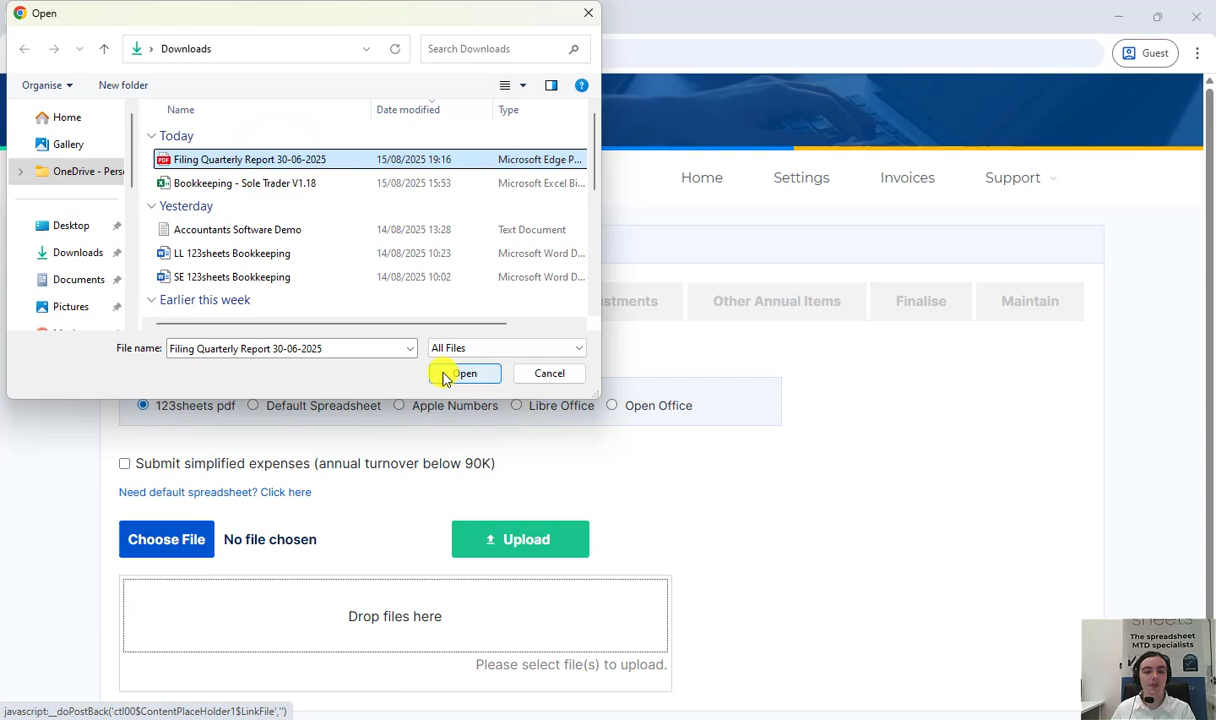 Open
Downloads
Search Downloads
Guest
Organise
New folder
Home
Gallery
OneDrive - Pers
Desktop
Downloads
Documents
Pictures
Name
Date modified
Type
Today
Filing Quarterly Report 30-06-2025
15/08/2025 19:16
Microsoft Edge P...
Bookkeeping - Sole Trader V1.18
15/08/2025 15:53
Microsoft Excel Bi...
Yesterday
Accountants Software Demo
14/08/2025 13:28
Text Document
LL 123sheets Bookkeeping
14/08/2025 10:23
Microsoft Word D...
SE 123sheets Bookkeeping
14/08/2025 10:02
Microsoft Word D...
Earlier this week
File name:
Filing Quarterly Report 30-06-2025
All Files
Open
Cancel
Home
Settings
Invoices
Support
stments
Other Annual Items
Finalise
Maintain
123sheets pdf
Default Spreadsheet
Apple Numbers
Libre Office
Open Office
Submit simplified expenses (annual turnover below 90K)
Need default spreadsheet? Click here
Choose File
No file chosen
Upload
Drop files here
Please select file(s) to upload.
The spreadsheet
MTD specialists
javascript:__doPostBack('ctl00$ContentPlaceHolder1$LinkFile','')